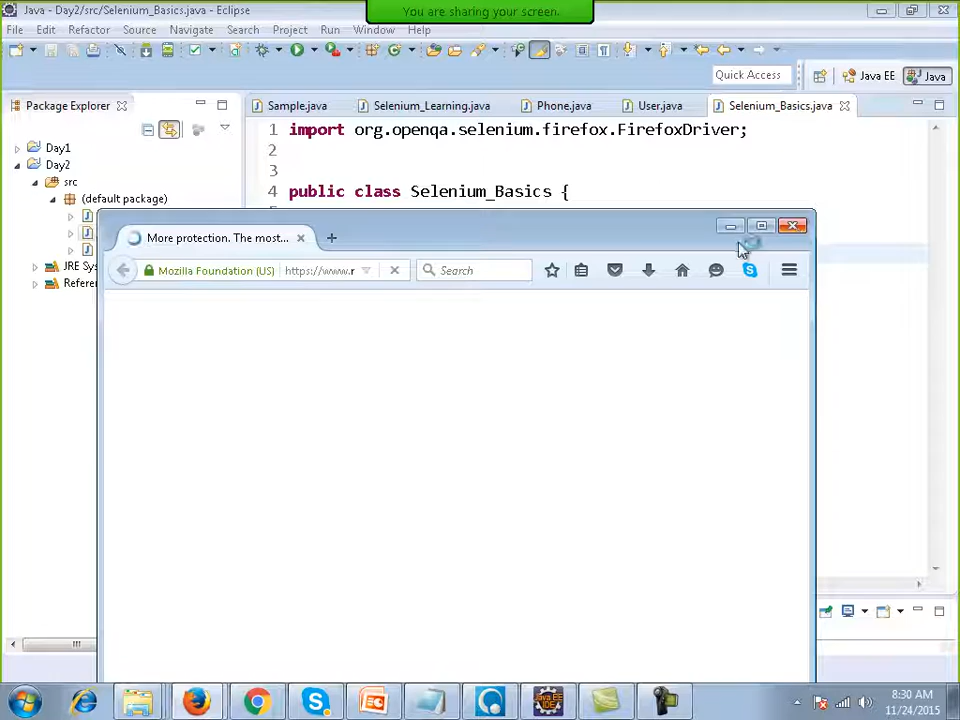 You are sharing your screen.
Java - Day2/src/Selenium_Basics.java - Eclipse
File Edit Refactor Source Navigate Search Project Run Window Help
Quick Access Java EE Java
Package Explorer
Sample.java Selenium_Learning.java Phone.java User.java Selenium_Basics.java
Day1
Day2
src
(default package)
JRE Sy
Refere
1 import org.openqa.selenium.firefox.FirefoxDriver;
2
3
4 public class Selenium_Basics {
More protection. The most...
Mozilla Foundation (US) https://www.r
Search
8:30 AM
11/24/2015